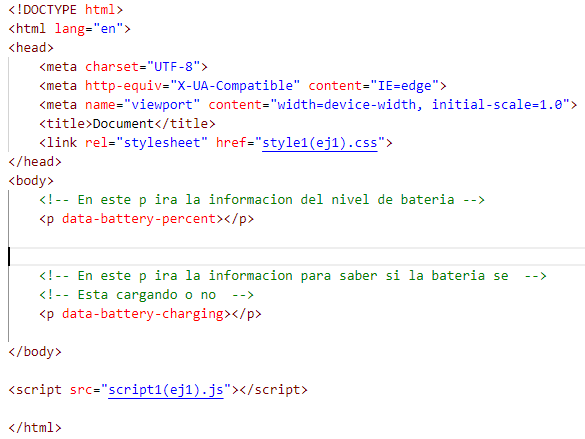 <!DOCTYPE html>
<html lang="en">
<head>
    <meta charset="UTF-8">
    <meta http-equiv="X-UA-Compatible" content="IE=edge">
    <meta name="viewport" content="width=device-width, initial-scale=1.0">
    <title>Document</title>
    <link rel="stylesheet" href="style1(ej1).css">
</head>
<body>
    <!-- En este p ira la informacion del nivel de bateria -->
    <p data-battery-percent></p>
    <!-- En este p ira la informacion para saber si la bateria se  -->
    <!-- Esta cargando o no  -->
    <p data-battery-charging></p>
</body>
<script src="script1(ej1).js"></script>
</html>